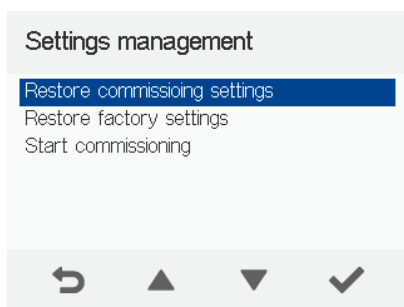 Settings management
Restore commissioing settings
Restore factory settings
Start commissioning